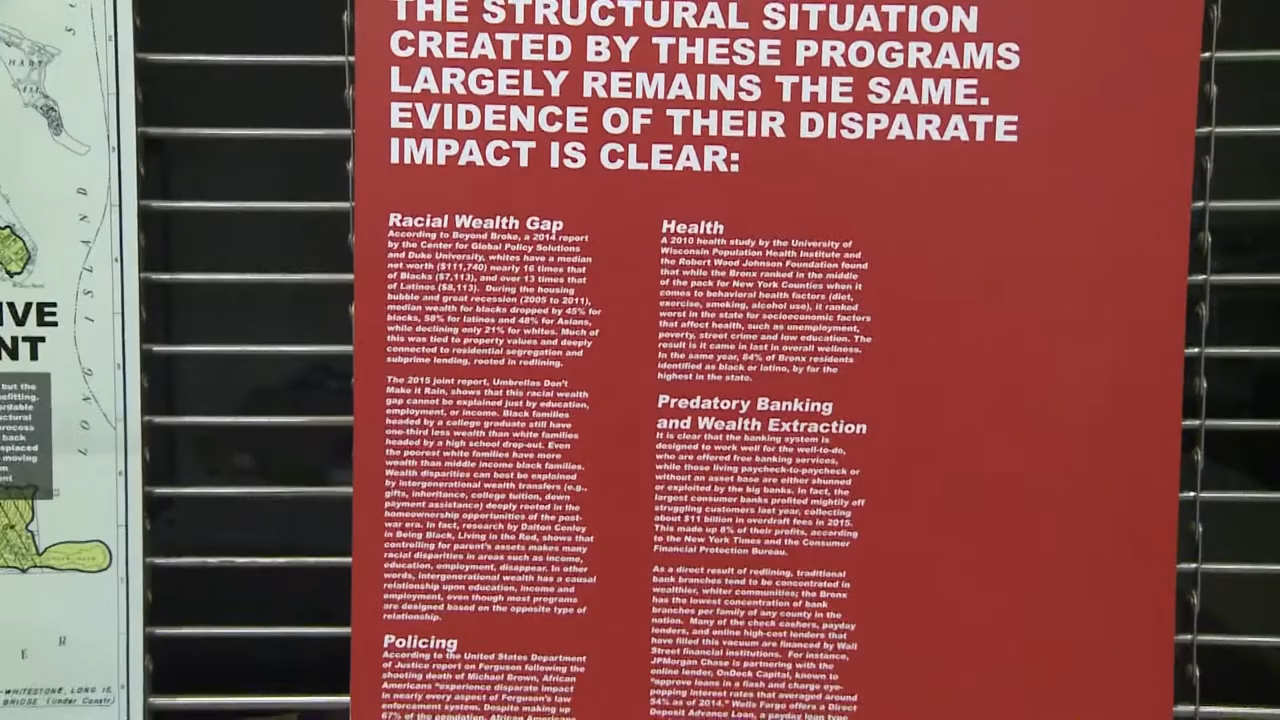 THE STRUCTURAL SITUATION
CREATED BY THESE PROGRAMS
LARGELY REMAINS THE SAME.
EVIDENCE OF THEIR DISPARATE
IMPACT IS CLEAR:
Racial Wealth Gap
According to Beyond Broke, a 2014 report
by the Center for Global Policy Solutions
and Duke University, whites have a median
net worth ($111,740) nearly 16 times that
of Blacks ($7,113), and over 13 times that
of Latinos ($8,113). During the housing
bubble and great recession (2005 to 2011),
median wealth for blacks dropped by 45% for
blacks, 58% for latinos and 48% for Asians,
while declining only 21% for whites. Much of
this was tied to property values and deeply
connected to residential segregation and
subprime lending, rooted in redlining.
The 2015 joint report, Umbrellas Don't
Make it Rain, shows that this racial wealth
gap cannot be explained just by education,
employment, or income. Black families
headed by a college graduate still have
one-third less wealth than white families
headed by a high school drop-out. Even
the poorest white families have more
wealth than middle income black families.
Wealth disparities can best be explained
by intergenerational wealth transfers (e.g.,
gifts, inheritance, college tuition, down
payment assistance) deeply rooted in the
homeownership opportunities of the post-
war era. In fact, research by Dalton Conley
in Being Black, Living in the Red, shows that
controlling for parent's assets makes many
racial disparities in areas such as income,
education, employment, disappear. In other
words, intergenerational wealth has a causal
relationship upon education, income and
employment, even though most programs
are designed based on the opposite type of
relationship.
Policing
According to the United States Department
of Justice report on Ferguson following the
shooting death of Michael Brown, African
Americans "experience disparate impact
in nearly every aspect of Ferguson's law
enforcement system. Despite making up
67% of the population, African Americans
Health
A 2010 health study by the University of
Wisconsin Population Health Institute and
the Robert Wood Johnson Foundation found
that while the Bronx ranked in the middle
of the pack for New York Counties when it
comes to behavioral health factors (diet,
exercise, smoking, alcohol use), it ranked
worst in the state for socioeconomic factors
that affect health, such as unemployment,
poverty, street crime and low education. The
result is it came in last in overall wellness.
In the same year, 84% of Bronx residents
identified as black or latino, by far the
highest in the state.
Predatory Banking
and Wealth Extraction
It is clear that the banking system is
designed to work well for the well-to-do,
who are offered free banking services,
while those living paycheck-to-paycheck or
without an asset base are either shunned
or exploited by the big banks. In fact, the
largest consumer banks profited mightily off
struggling customers last year, collecting
about $11 billion in overdraft fees in 2015.
This made up 8% of their profits, according
to the New York Times and the Consumer
Financial Protection Bureau.
As a direct result of redlining, traditional
bank branches tend to be concentrated in
wealthier, whiter communities; the Bronx
has the lowest concentration of bank
branches per family of any county in the
nation. Many of the check cashers, payday
lenders, and online high-cost lenders that
have filled this vacuum are financed by Wall
Street financial institutions. For instance,
JPMorgan Chase is partnering with the
online lender, OnDeck Capital, known to
"approve loans in a flash and charge eye-
popping interest rates that averaged around
54% as of 2014." Wells Fargo offers a Direct
Deposit Advance Loan, a payday loan type
IVE
NT
but the
efitting.
rdable
uctural
process
back
splaced
moving
m
ent
LONG ISLAND
HART
ISL
E R
-WHITESTONE, LONG IS.
BRIDGE (Under Constr)